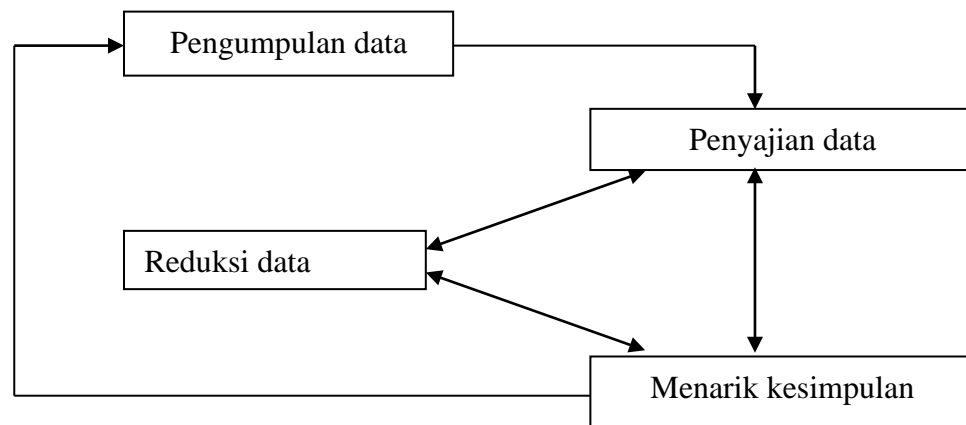 Pengumpulan data
Penyajian data
Reduksi data
Menarik kesimpulan